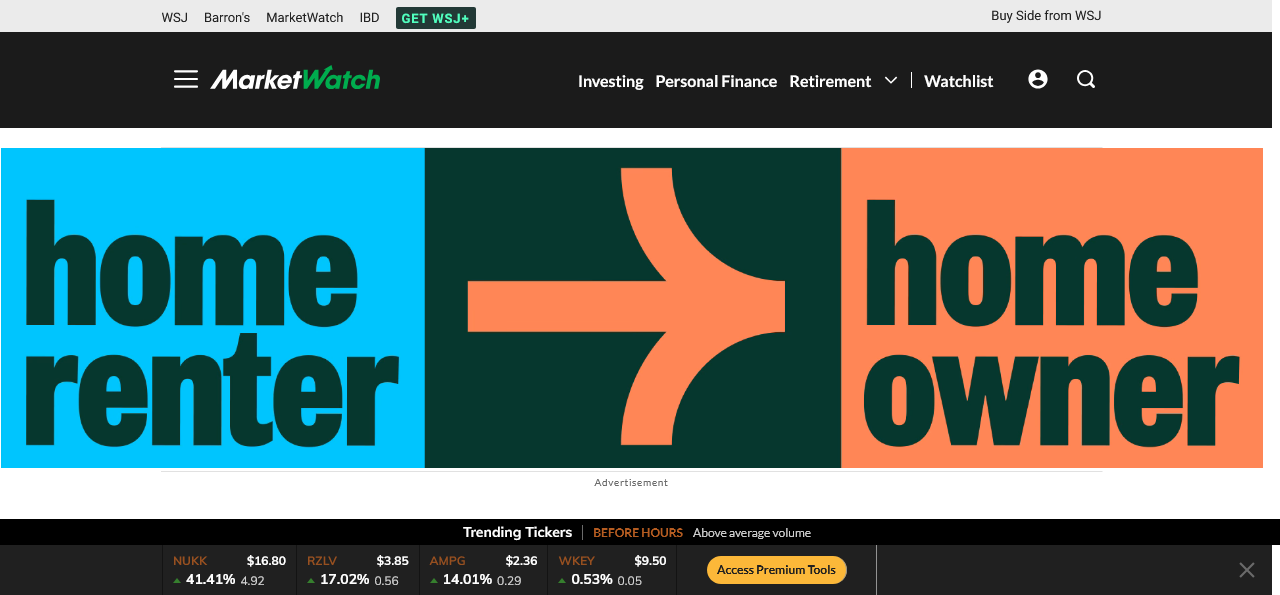 WSJ Barron's MarketWatch IBD GET WSJ+ Buy Side from WSJ
MarketWatch Investing Personal Finance Retirement Watchlist
home
renter
home
owner
Advertisement
Trending Tickers BEFORE HOURS Above average volume
NUKK $16.80 RZLV $3.85 AMPG $2.36 WKEY $9.50
41.41% 4.92 17.02% 0.56 14.01% 0.29 0.53% 0.05
Access Premium Tools